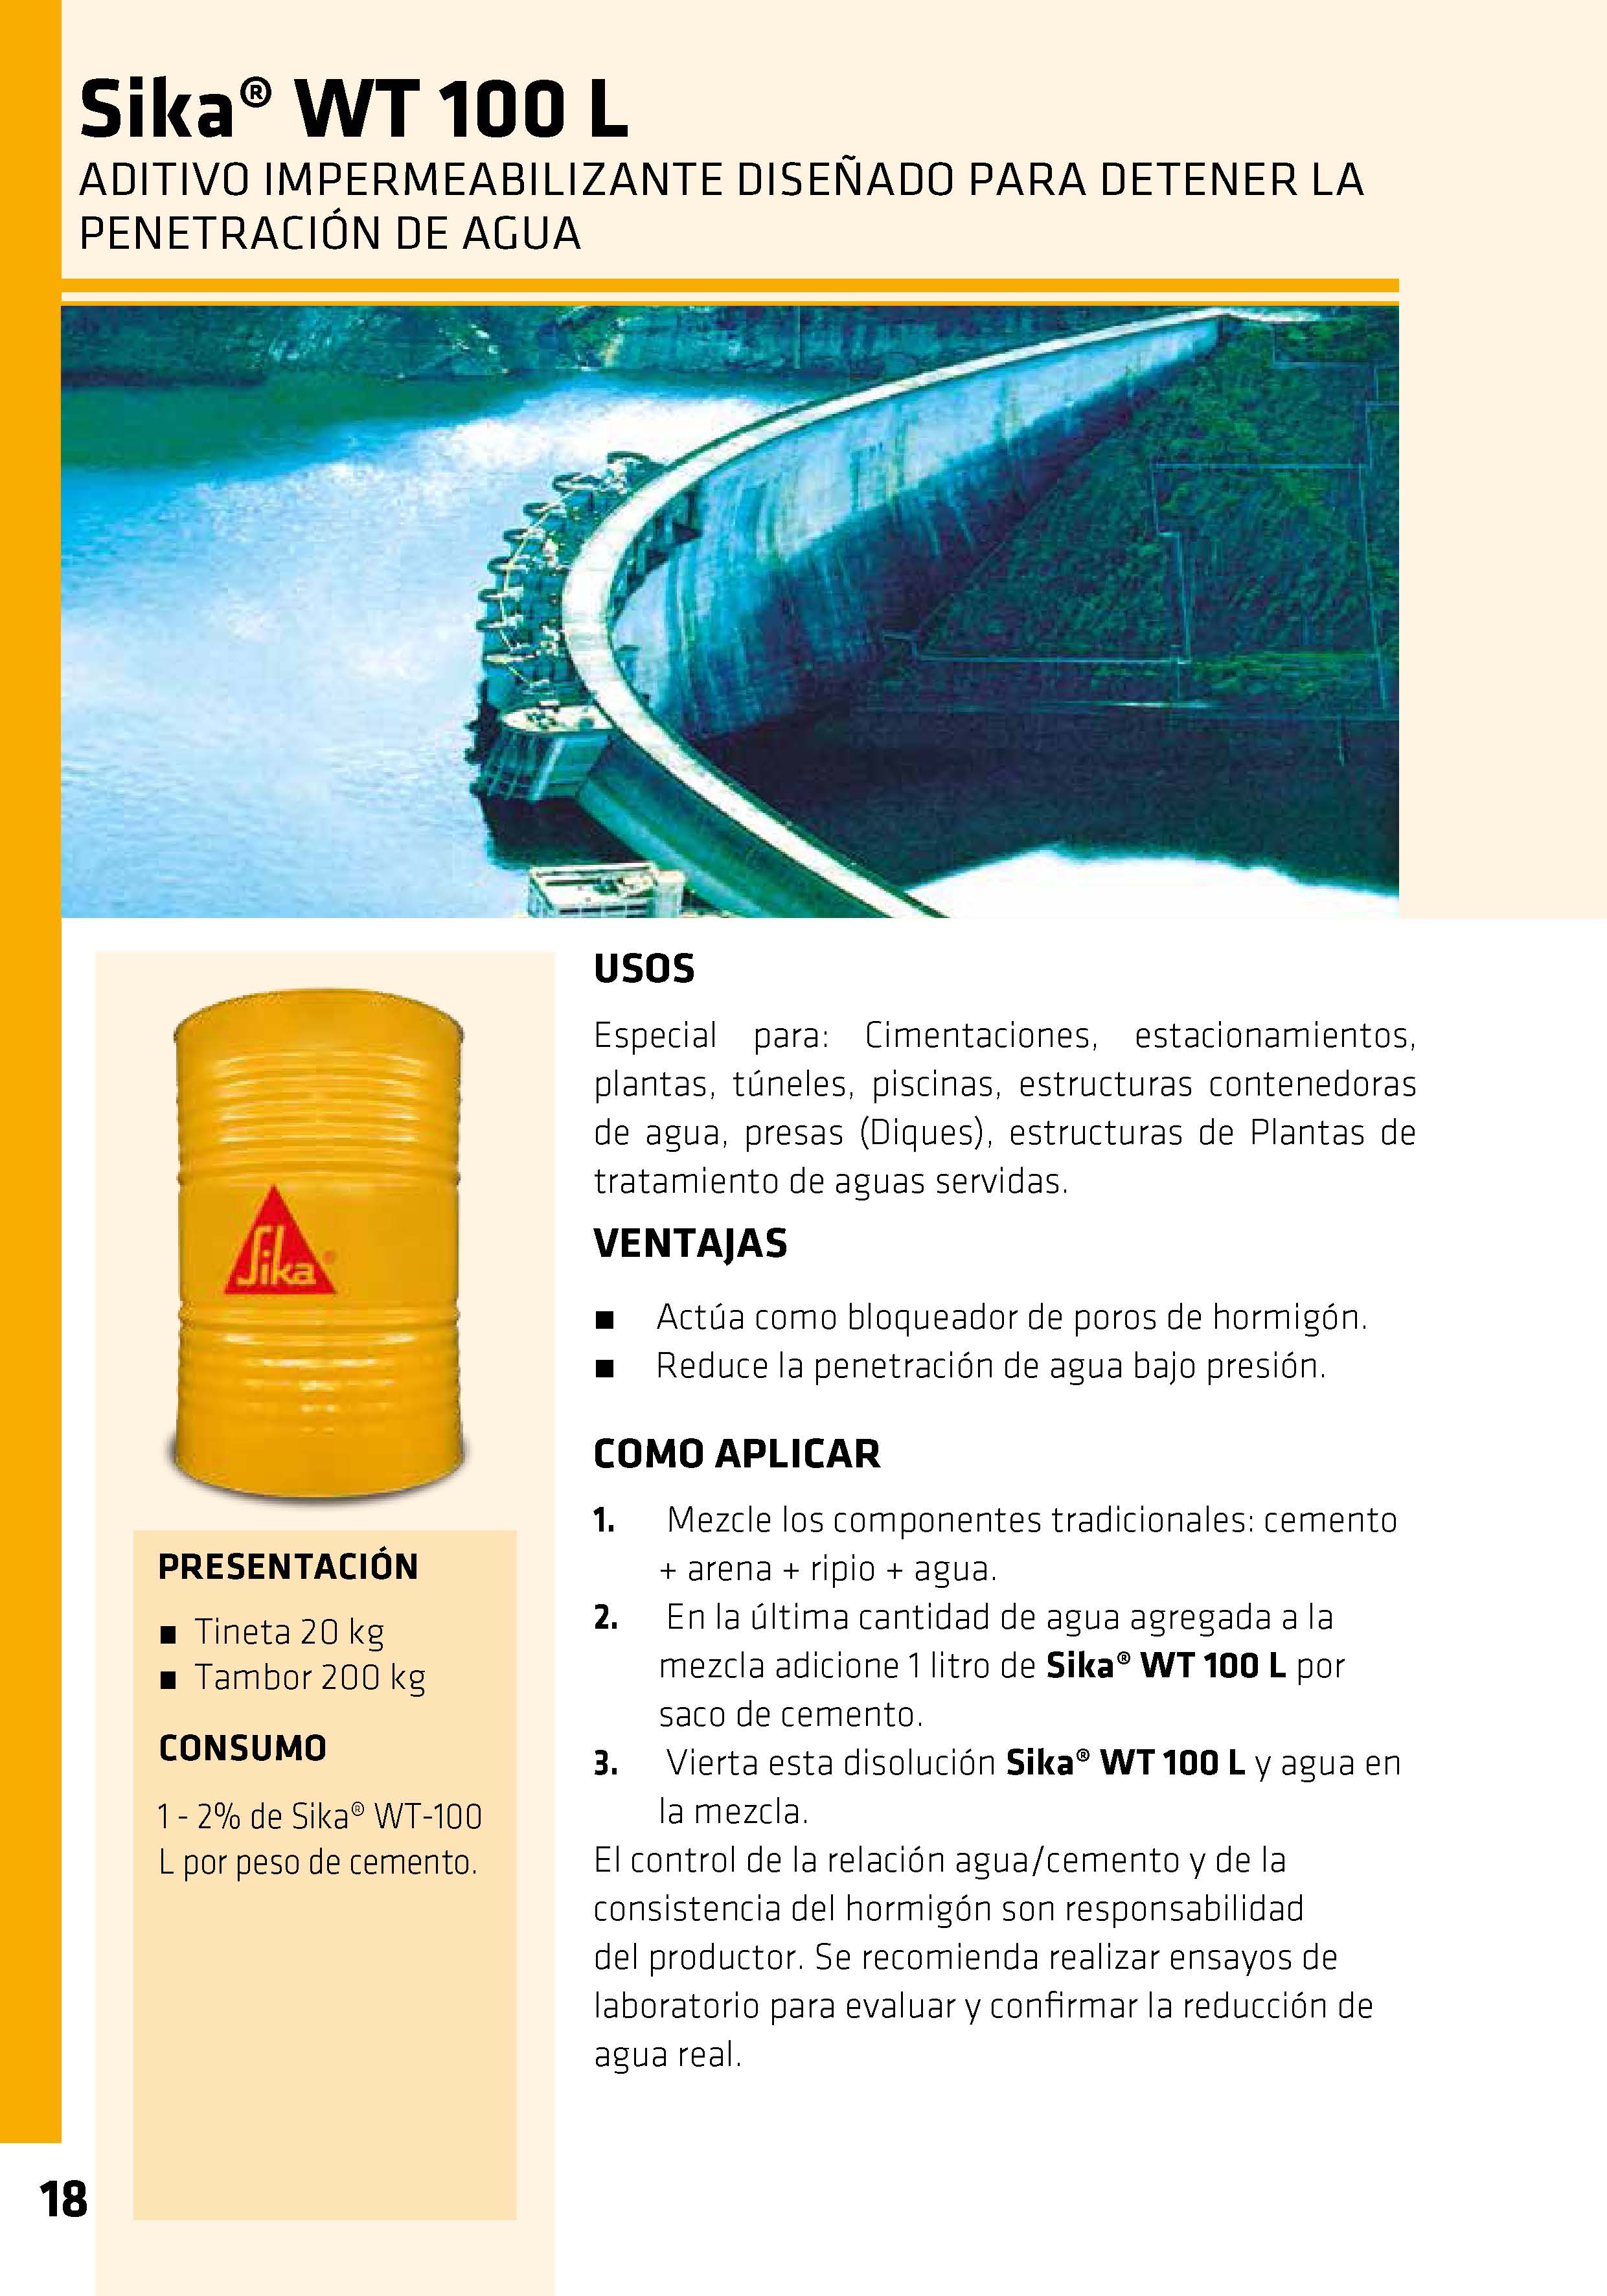 Sika® WT 100 L
ADITIVO IMPERMEABILIZANTE DISEÑADO PARA DETENER LA
PENETRACIÓN DE AGUA
Sika®
PRESENTACIÓN
■ Tineta 20 kg
■ Tambor 200 kg
CONSUMO
1 - 2% de Sika® WT-100
L por peso de cemento.
USOS
Especial para: Cimentaciones, estacionamientos,
plantas, túneles, piscinas, estructuras contenedoras
de agua, presas (Diques), estructuras de Plantas de
tratamiento de aguas servidas.
VENTAJAS
■ Actúa como bloqueador de poros de hormigón.
■ Reduce la penetración de agua bajo presión.
COMO APLICAR
1. Mezcle los componentes tradicionales: cemento
+ arena + ripio + agua.
2. En la última cantidad de agua agregada a la
mezcla adicione 1 litro de Sika® WT 100 L por
saco de cemento.
3. Vierta esta disolución Sika® WT 100 L y agua en
la mezcla.
El control de la relación agua/cemento y de la
consistencia del hormigón son responsabilidad
del productor. Se recomienda realizar ensayos de
laboratorio para evaluar y confirmar la reducción de
agua real.
18